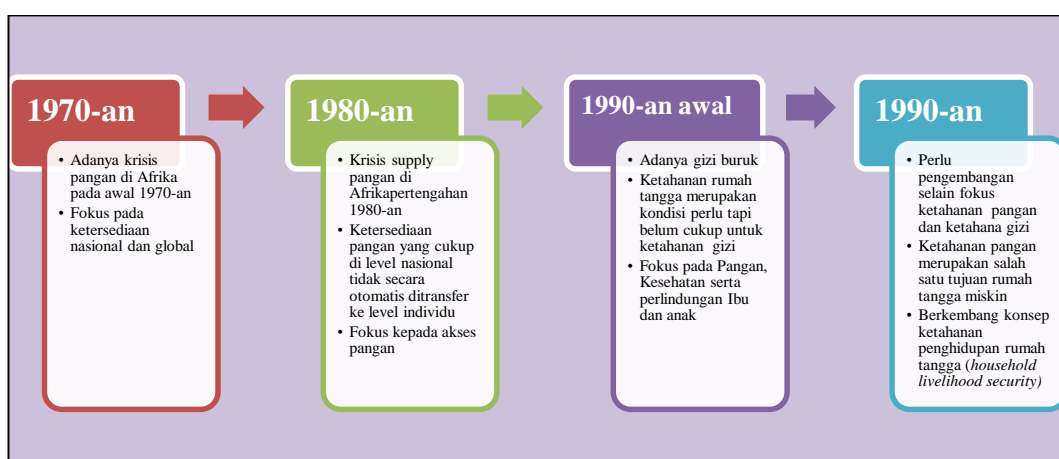 1970-an
• Adanya krisis
pangan di Afrika
pada awal 1970-an
• Fokus pada
ketersediaan
nasional dan global
1980-an
• Krisis supply
pangan di
Afrikapertengahan
1980-an
• Ketersediaan
pangan yang cukup
di level nasional
tidak secara
otomatis ditransfer
ke level individu
• Fokus kepada akses
pangan
1990-an awal
• Adanya gizi buruk
• Ketahanan rumah
tangga merupakan
kondisi perlu tapi
belum cukup untuk
ketahanan gizi
• Fokus pada Pangan,
Kesehatan serta
perlindungan Ibu
dan anak
1990-an
• Perlu
pengembangan
selain fokus
ketahanan pangan
dan ketahana gizi
• Ketahanan pangan
merupakan salah
satu tujuan rumah
tangga miskin
• Berkembang konsep
ketahanan
penghidupan rumah
tangga (household
livelihood security)